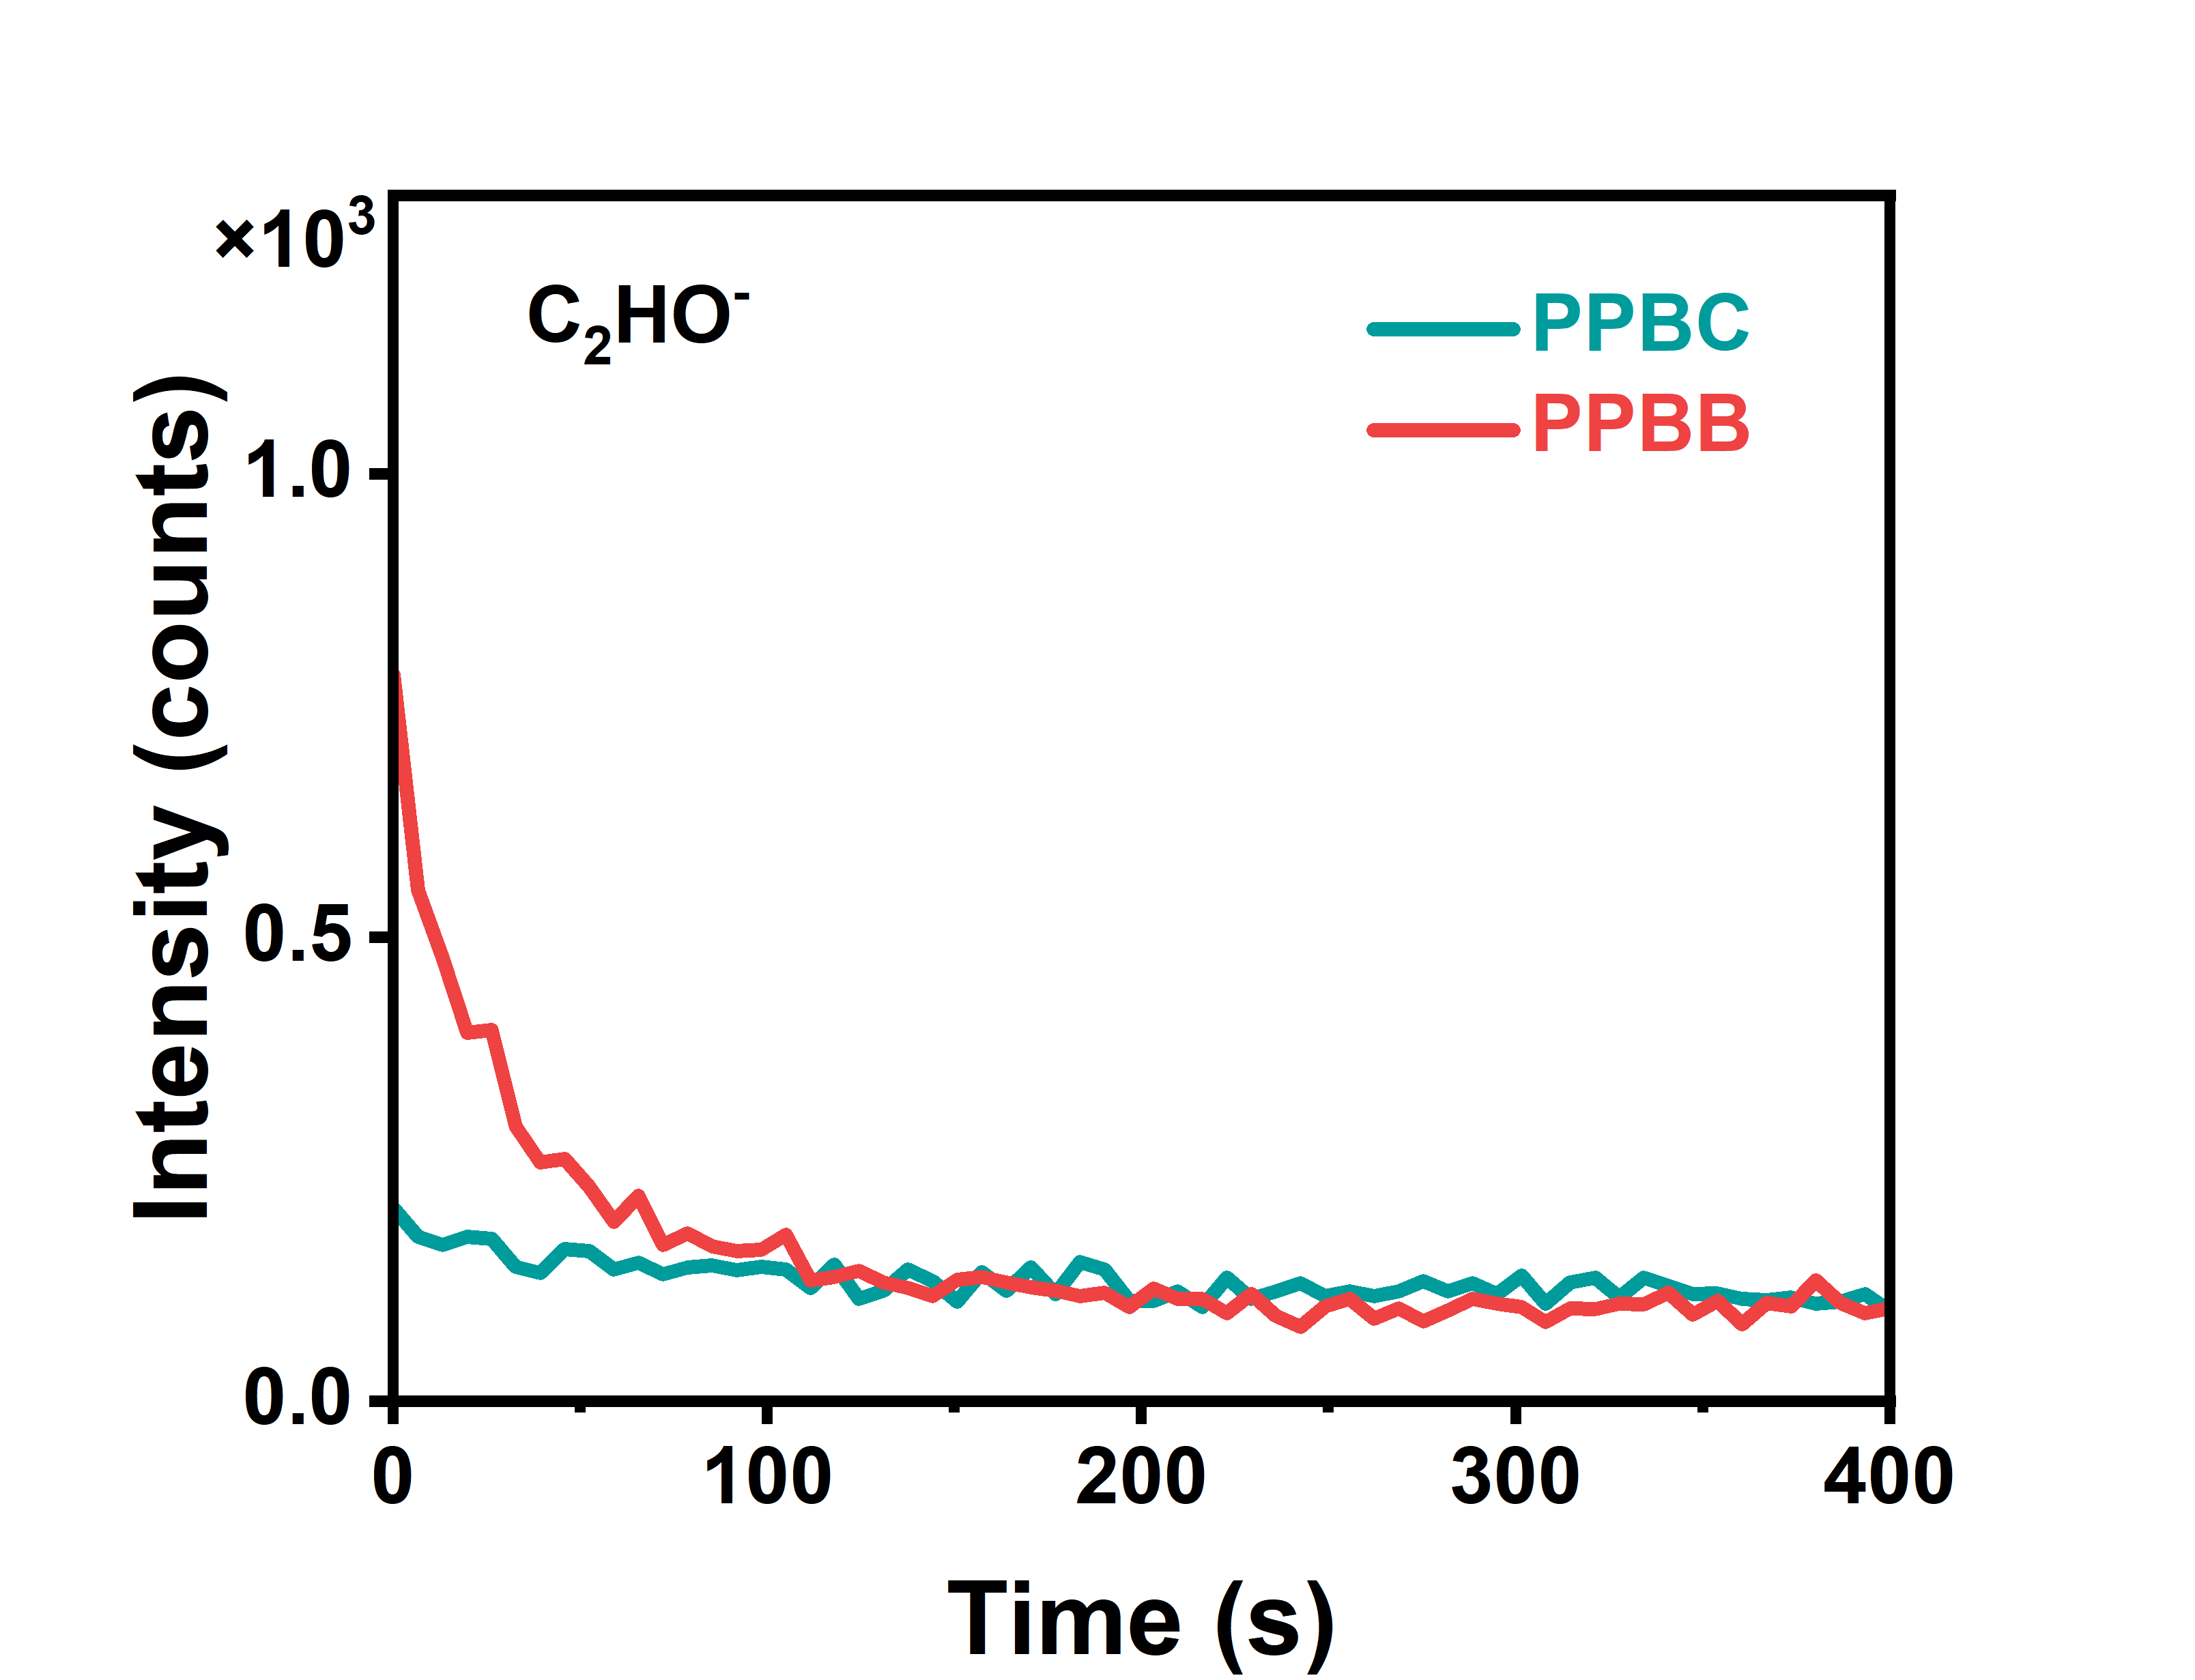 ×10³
C₂HO⁻
PPBC
PPBB
Intensity (counts)
1.0
0.5
0.0
0 100 200 300 400
Time (s)